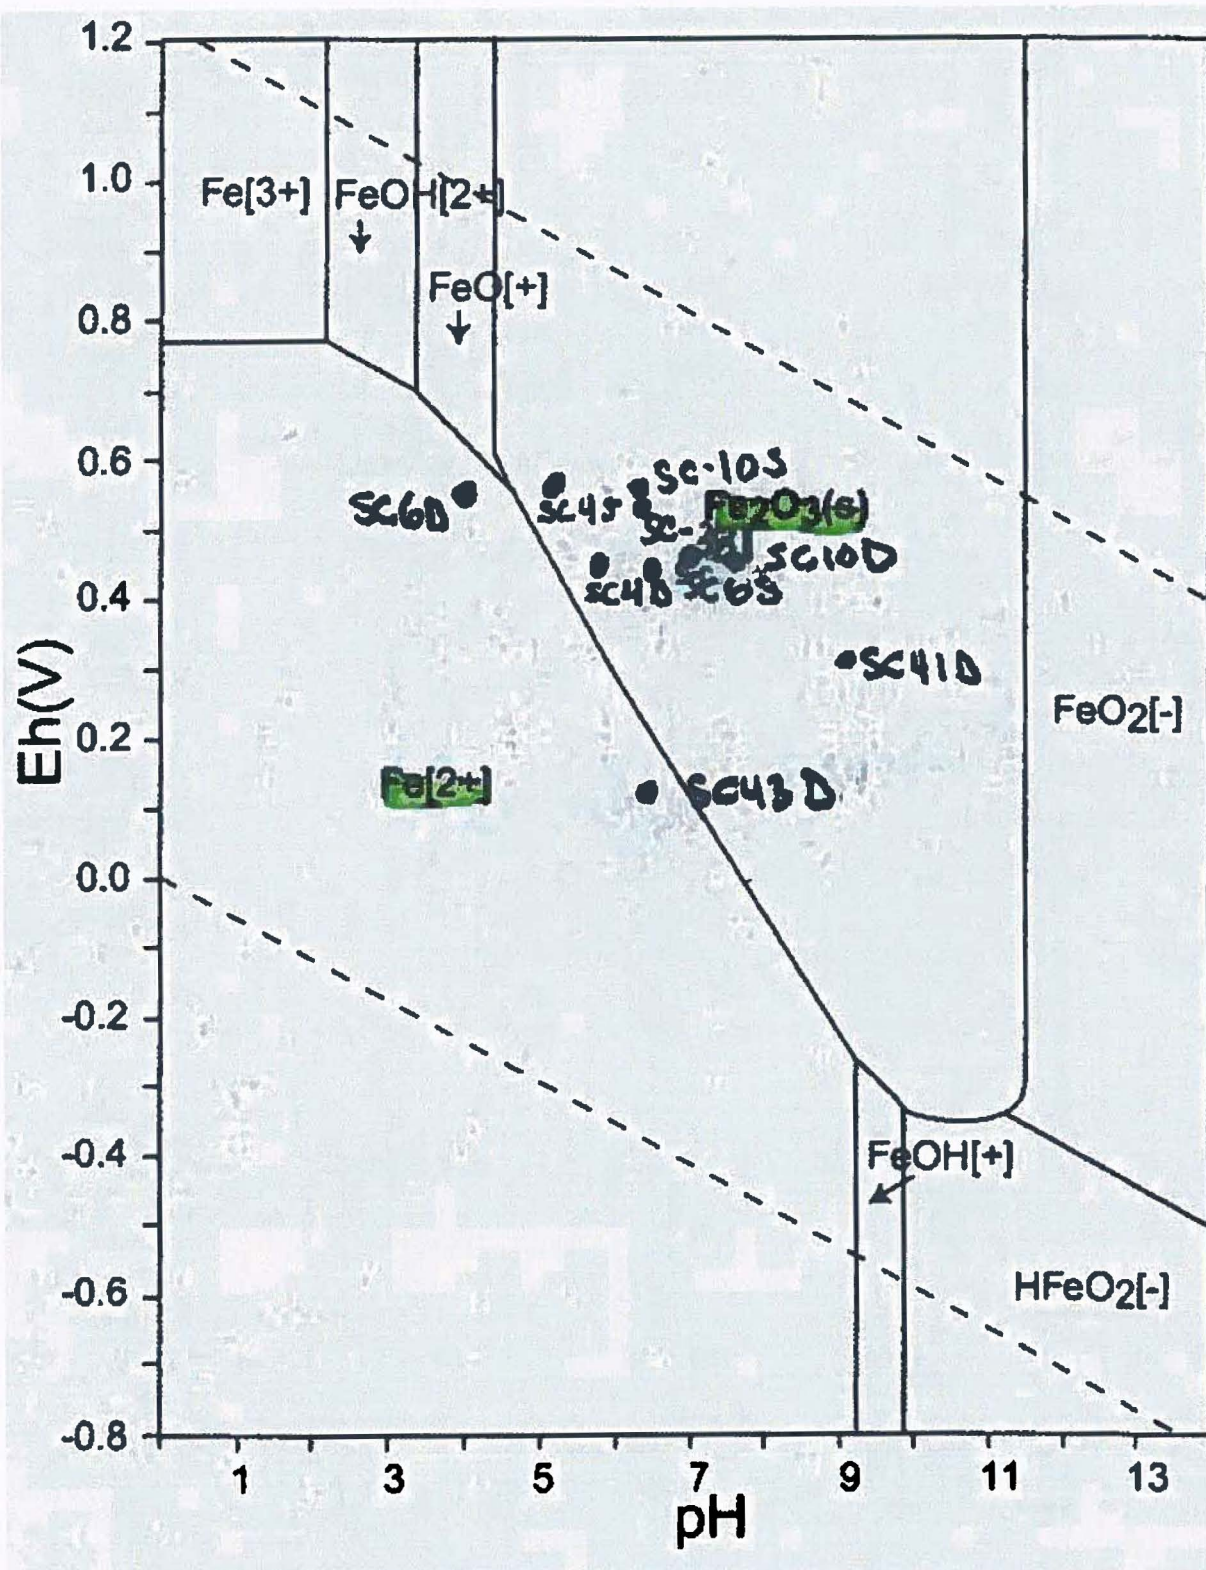 1.2
1.0
Fe[3+] FeOH[2+]
FeO[+]
0.8
0.6
SC-10S
SC6D
SC4S
Fe2O3(s)
SC-
SC10D
SC4D SC6S
0.4
SC41D
Eh(V)
FeO2[-]
0.2
Fe[2+]
SC43D
0.0
-0.2
-0.4
FeOH[+]
-0.6
HFeO2[-]
-0.8
1 3 5 7 9 11 13
pH